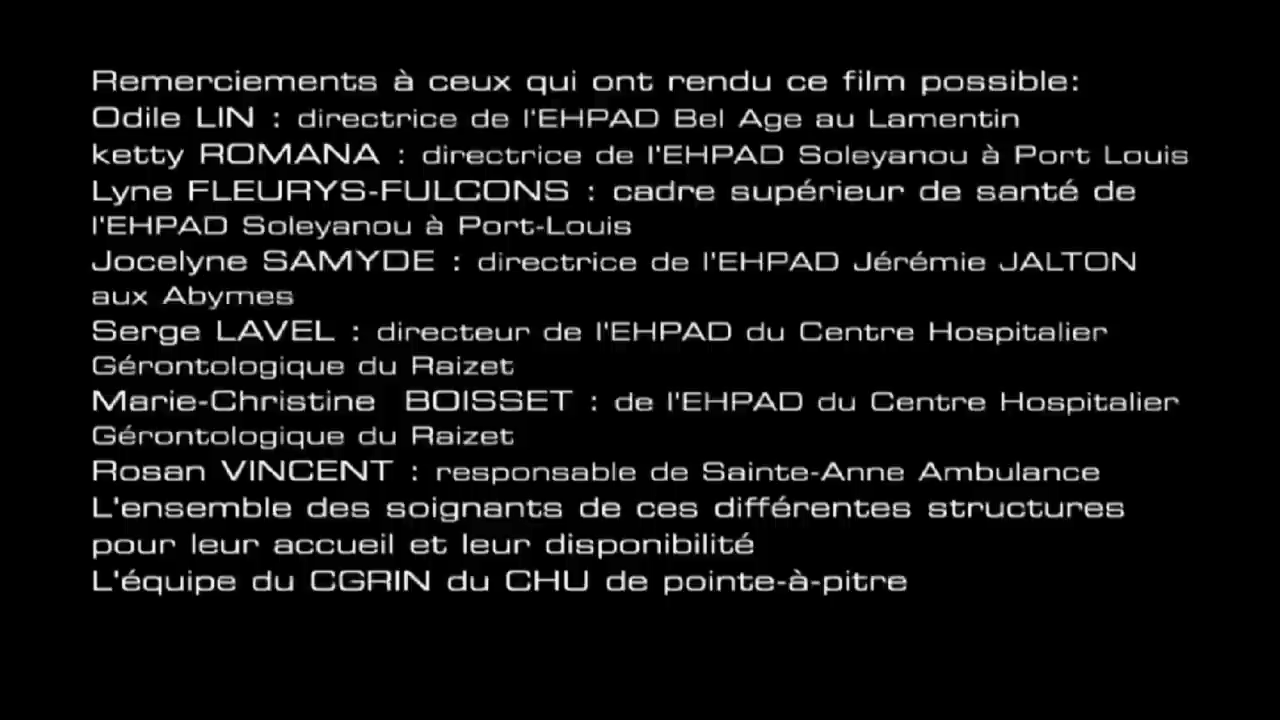 Remerciements à ceux qui ont rendu ce film possible:
Odile LIN : directrice de l'EHPAD Bel Age au Lamentin
ketty ROMANA : directrice de l'EHPAD Soleyanou à Port Louis
Lyne FLEURYS-FULCONS : cadre supérieur de santé de
l'EHPAD Soleyanou à Port-Louis
Jocelyne SAMYDE : directrice de l'EHPAD Jérémie JALTON
aux Abymes
Serge LAVEL : directeur de l'EHPAD du Centre Hospitalier
Gérontologique du Raizet
Marie-Christine BOISSET : de l'EHPAD du Centre Hospitalier
Gérontologique du Raizet
Rosan VINCENT : responsable de Sainte-Anne Ambulance
L'ensemble des soignants de ces différentes structures
pour leur accueil et leur disponibilité
L'équipe du CGRIN du CHU de pointe-à-pitre